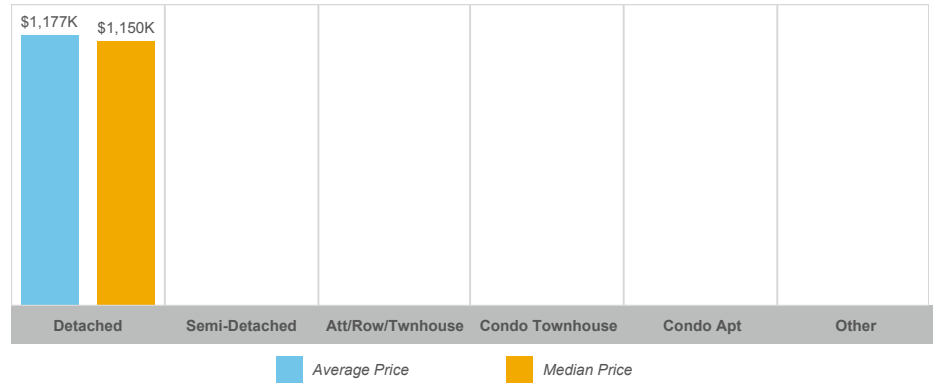 $1,177K
$1,150K
Detached Semi-Detached Att/Row/Twnhouse Condo Townhouse Condo Apt Other
Average Price Median Price